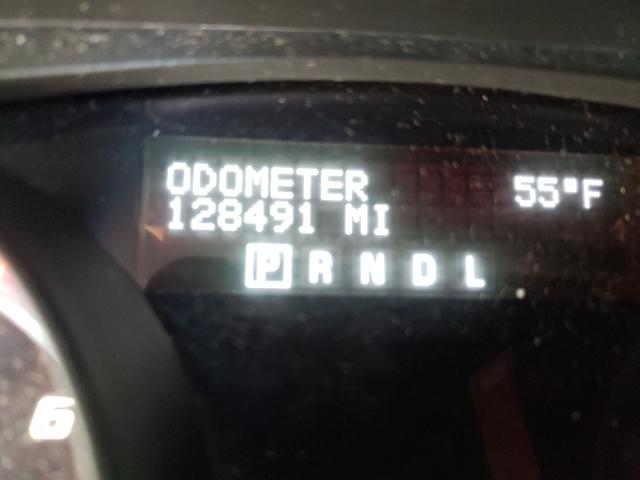 ODOMETER 55°F
128491 MI
P R N D L
6